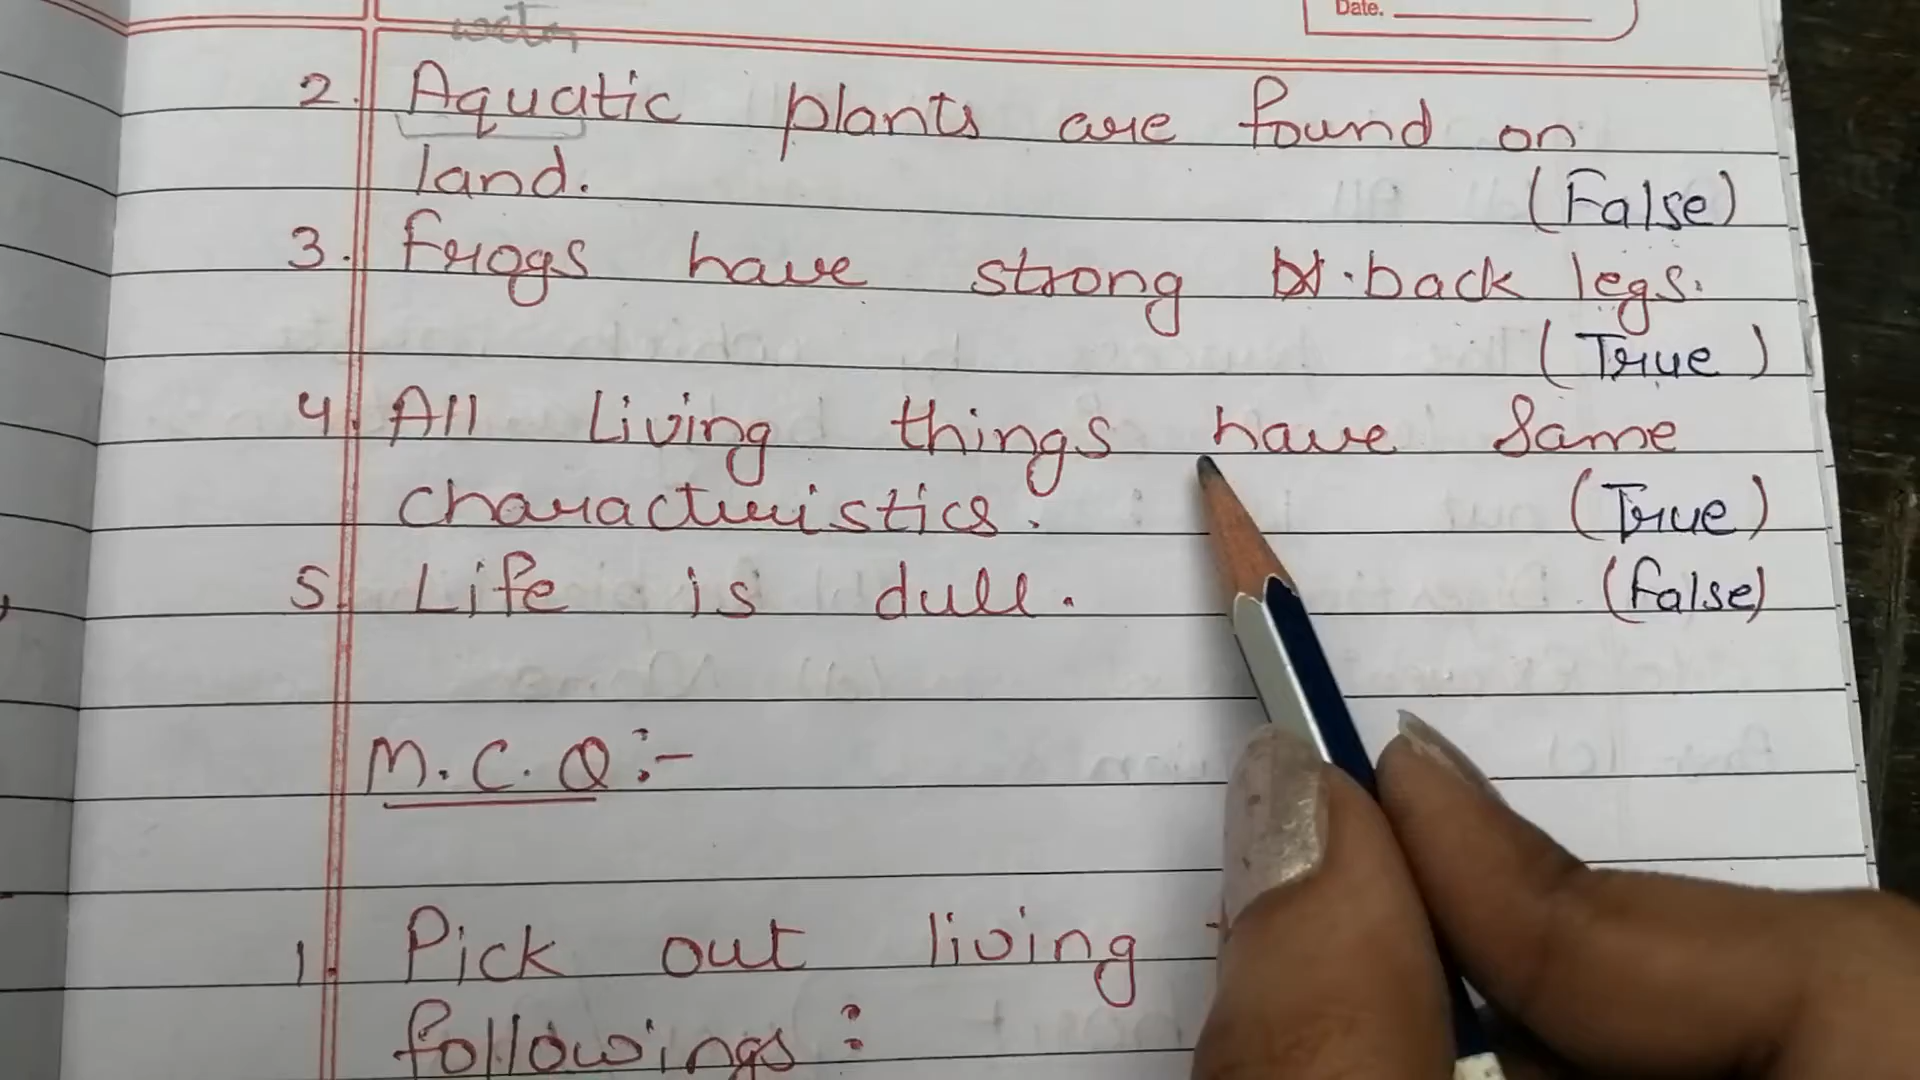 Date.
2. Aquatic plants are found on
land. (False)
3. Frogs have strong back legs.
(True)
4. All Living things have Same
characteristics. (True)
5. Life is dull. (False)
M.C.Q:-
1. Pick out living
followings: